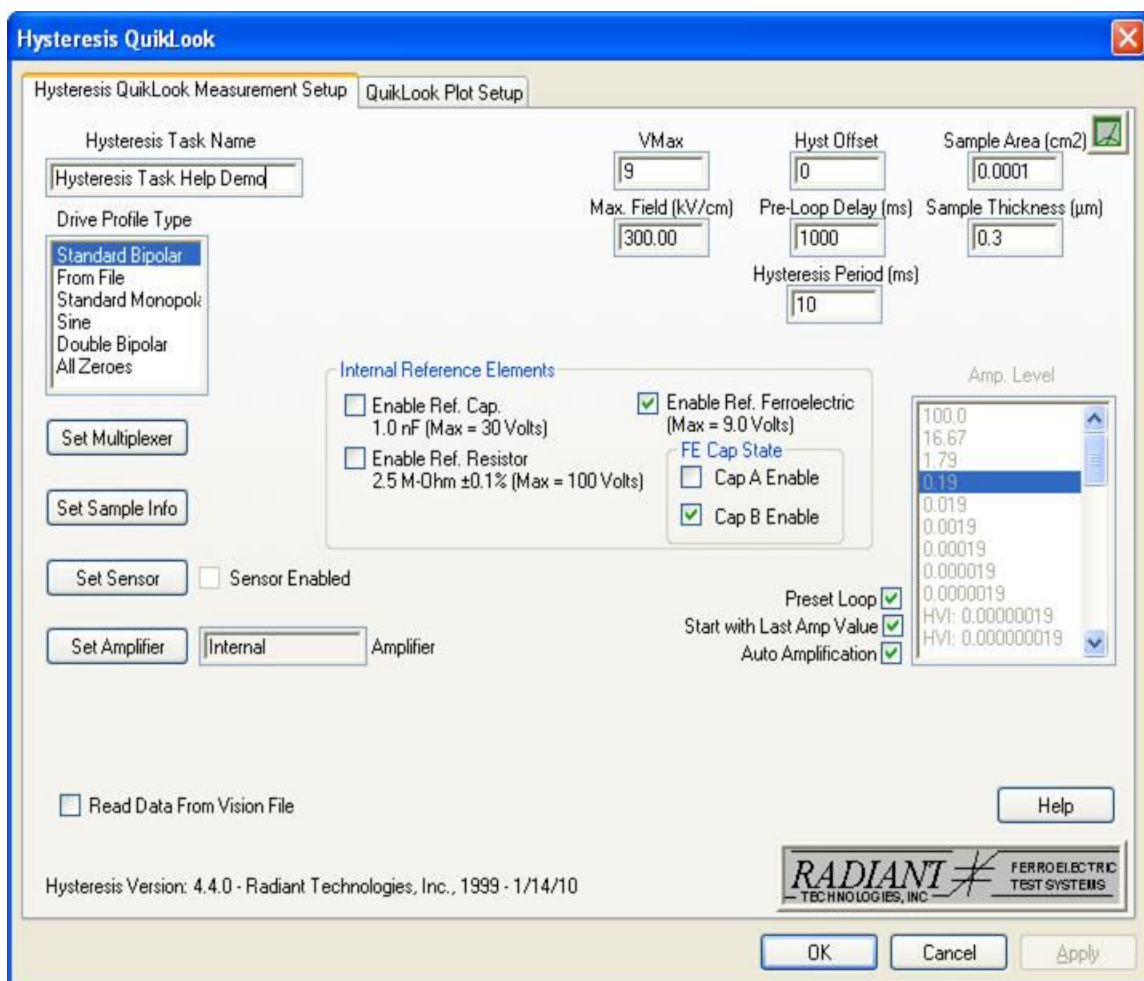 Hysteresis QuikLook
Hysteresis QuikLook Measurement Setup
QuikLook Plot Setup
Hysteresis Task Name
Hysteresis Task Help Demo
VMax
9
Hyst Offset
0
Sample Area (cm2)
0.0001
Max. Field (kV/cm)
300.00
Pre-Loop Delay (ms)
1000
Sample Thickness (µm)
0.3
Hysteresis Period (ms)
10
Drive Profile Type
Standard Bipolar
From File
Standard Monopola
Sine
Double Bipolar
All Zeroes
Set Multiplexer
Set Sample Info
Set Sensor
Sensor Enabled
Set Amplifier
Internal
Amplifier
Internal Reference Elements
Enable Ref. Cap.
1.0 nF (Max = 30 Volts)
Enable Ref. Resistor
2.5 M-Ohm ±0.1% (Max = 100 Volts)
Enable Ref. Ferroelectric
(Max = 9.0 Volts)
FE Cap State
Cap A Enable
Cap B Enable
Amp. Level
100.0
16.67
1.79
0.19
0.019
0.0019
0.00019
0.000019
0.0000019
HVI: 0.00000019
HVI: 0.000000019
Preset Loop
Start with Last Amp Value
Auto Amplification
Read Data From Vision File
Help
Hysteresis Version: 4.4.0 - Radiant Technologies, Inc., 1999 - 1/14/10
RADIANT
TECHNOLOGIES, INC
FERROELECTRIC
TEST SYSTEMS
OK
Cancel
Apply